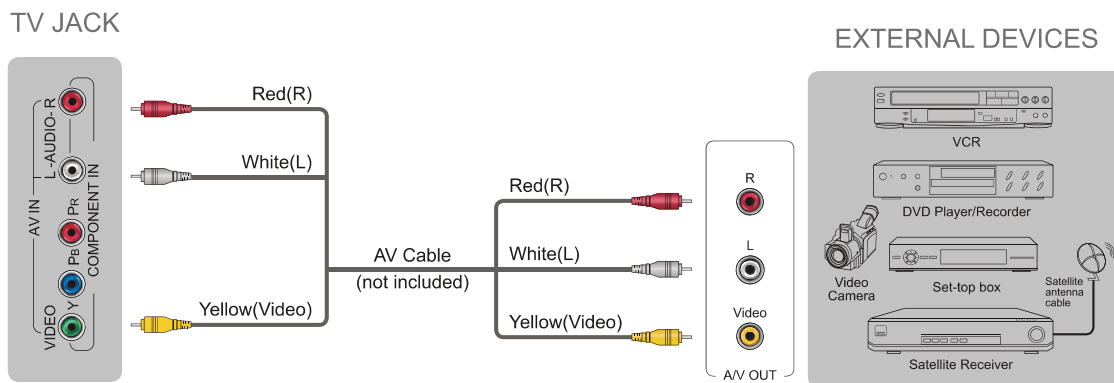 TV JACK
EXTERNAL DEVICES
AV IN
L -AUDIO- R
VIDEO
COMPONENT IN
PR
PB
Y
Red(R)
White(L)
Yellow(Video)
AV Cable
(not included)
Red(R)
White(L)
Yellow(Video)
R
L
Video
A/V OUT
VCR
DVD Player/Recorder
Video
Camera
Set-top box
Satellite
antenna
cable
Satellite Receiver